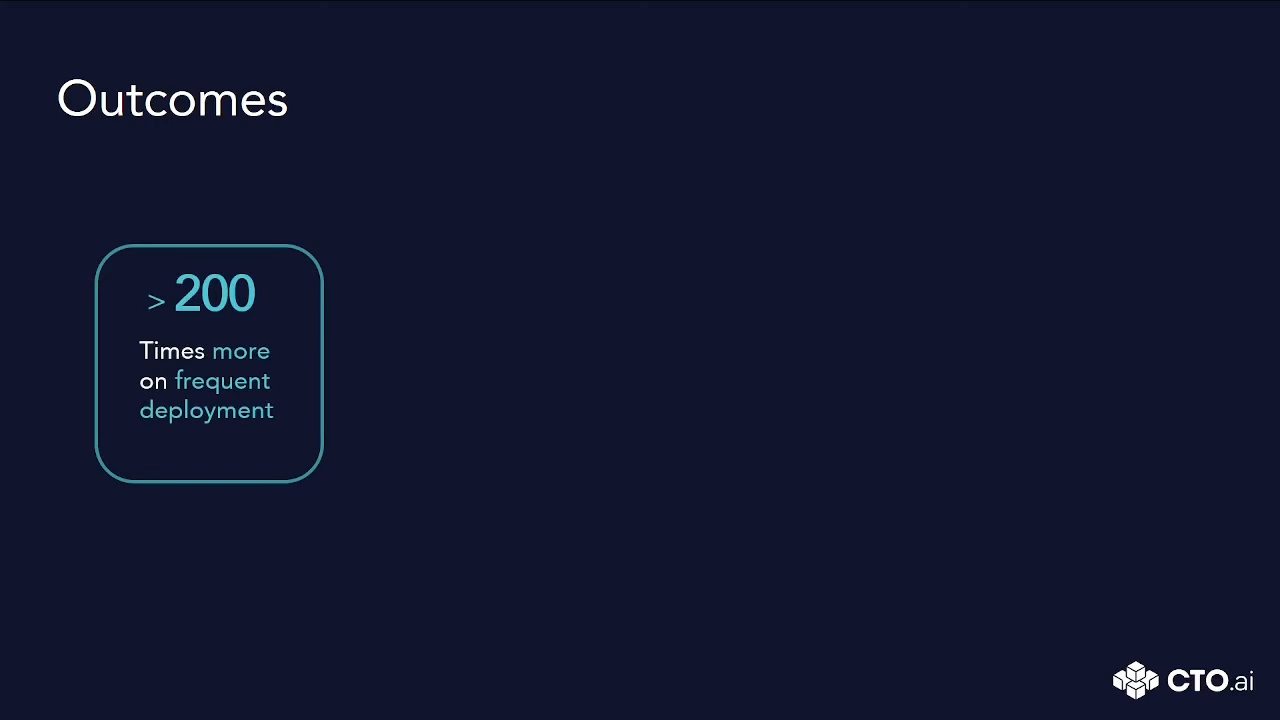 Outcomes
> 200
Times more
on frequent
deployment
CTO.ai